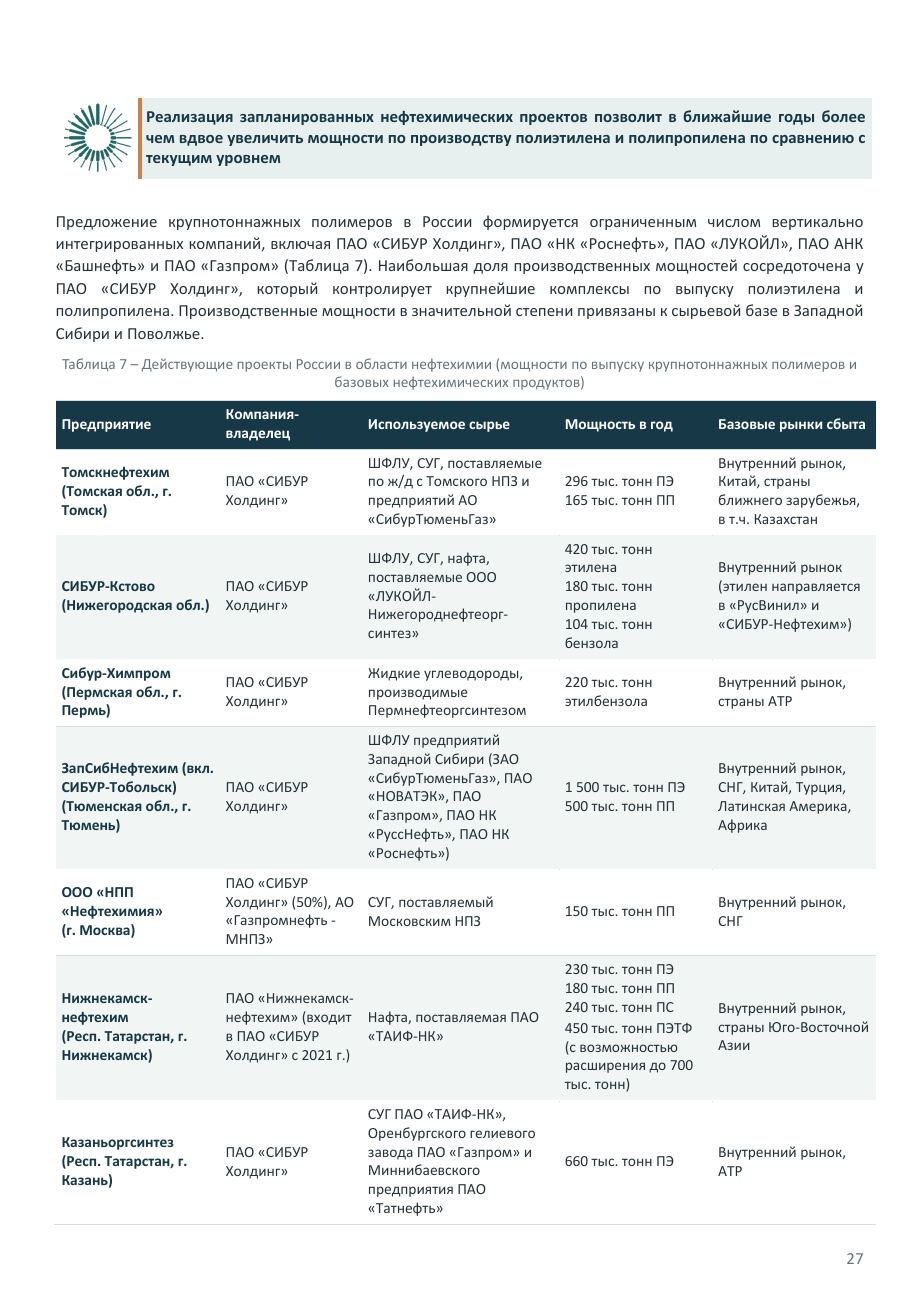 Реализация запланированных нефтехимических проектов позволит в ближайшие годы более
чем вдвое увеличить мощности по производству полиэтилена и полипропилена по сравнению с
текущим уровнем
Предложение крупнотоннажных полимеров в России формируется ограниченным числом вертикально
интегрированных компаний, включая ПАО «СИБУР Холдинг», ПАО «НК «Роснефть», ПАО «ЛУКОЙЛ», ПАО АНК
«Башнефть» и ПАО «Газпром» (Таблица 7). Наибольшая доля производственных мощностей сосредоточена у
ПАО «СИБУР Холдинг», который контролирует крупнейшие комплексы по выпуску полиэтилена и
полипропилена. Производственные мощности в значительной степени привязаны к сырьевой базе в Западной
Сибири и Поволжье.
Таблица 7 – Действующие проекты России в области нефтехимии (мощности по выпуску крупнотоннажных полимеров и
базовых нефтехимических продуктов)
Предприятие
Компания-
владелец
Используемое сырье
Мощность в год
Базовые рынки сбыта
Томскнефтехим
(Томская обл., г.
Томск)
ПАО «СИБУР
Холдинг»
ШФЛУ, СУГ, поставляемые
по ж/д с Томского НПЗ и
предприятий АО
«СибурТюменьГаз»
296 тыс. тонн ПЭ
165 тыс. тонн ПП
Внутренний рынок,
Китай, страны
ближнего зарубежья,
в т.ч. Казахстан
СИБУР-Кстово
(Нижегородская обл.)
ПАО «СИБУР
Холдинг»
ШФЛУ, СУГ, нафта,
поставляемые ООО
«ЛУКОЙЛ-
Нижегороднефтеорг-
синтез»
420 тыс. тонн
этилена
180 тыс. тонн
пропилена
104 тыс. тонн
бензола
Внутренний рынок
(этилен направляется
в «РусВинил» и
«СИБУР-Нефтехим»)
Сибур-Химпром
(Пермская обл., г.
Пермь)
ПАО «СИБУР
Холдинг»
Жидкие углеводороды,
производимые
Пермнефтеоргсинтезом
220 тыс. тонн
этилбензола
Внутренний рынок,
страны АТР
ЗапСибНефтехим (вкл.
СИБУР-Тобольск)
(Тюменская обл., г.
Тюмень)
ПАО «СИБУР
Холдинг»
ШФЛУ предприятий
Западной Сибири (ЗАО
«СибурТюменьГаз», ПАО
«НОВАТЭК», ПАО
«Газпром», ПАО НК
«РуссНефть», ПАО НК
«Роснефть»)
1 500 тыс. тонн ПЭ
500 тыс. тонн ПП
Внутренний рынок,
СНГ, Китай, Турция,
Латинская Америка,
Африка
ООО «НПП
«Нефтехимия»
(г. Москва)
ПАО «СИБУР
Холдинг» (50%), АО
«Газпромнефть -
МНПЗ»
СУГ, поставляемый
Московским НПЗ
150 тыс. тонн ПП
Внутренний рынок,
СНГ
Нижнекамск-
нефтехим
(Респ. Татарстан, г.
Нижнекамск)
ПАО «Нижнекамск-
нефтехим» (входит
в ПАО «СИБУР
Холдинг» с 2021 г.)
Нафта, поставляемая ПАО
«ТАИФ-НК»
230 тыс. тонн ПЭ
180 тыс. тонн ПП
240 тыс. тонн ПС
450 тыс. тонн ПЭТФ
(с возможностью
расширения до 700
тыс. тонн)
Внутренний рынок,
страны Юго-Восточной
Азии
Казаньоргсинтез
(Респ. Татарстан, г.
Казань)
ПАО «СИБУР
Холдинг»
СУГ ПАО «ТАИФ-НК»,
Оренбургского гелиевого
завода ПАО «Газпром» и
Миннибаевского
предприятия ПАО
«Татнефть»
660 тыс. тонн ПЭ
Внутренний рынок,
АТР
27